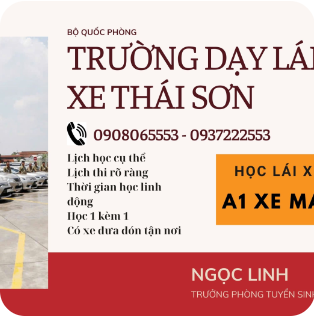 BỘ QUỐC PHÒNG
TRƯỜNG DẠY LÁI
XE THÁI SƠN
0908065553 - 0937222553
Lịch học cụ thể
Lịch thi rõ ràng
Thời gian học linh
động
Học 1 kèm 1
Có xe đưa đón tận nơi
HỌC LÁI X
A1 XE MÁ
NGỌC LINH
TRƯỞNG PHÒNG TUYỂN SINH